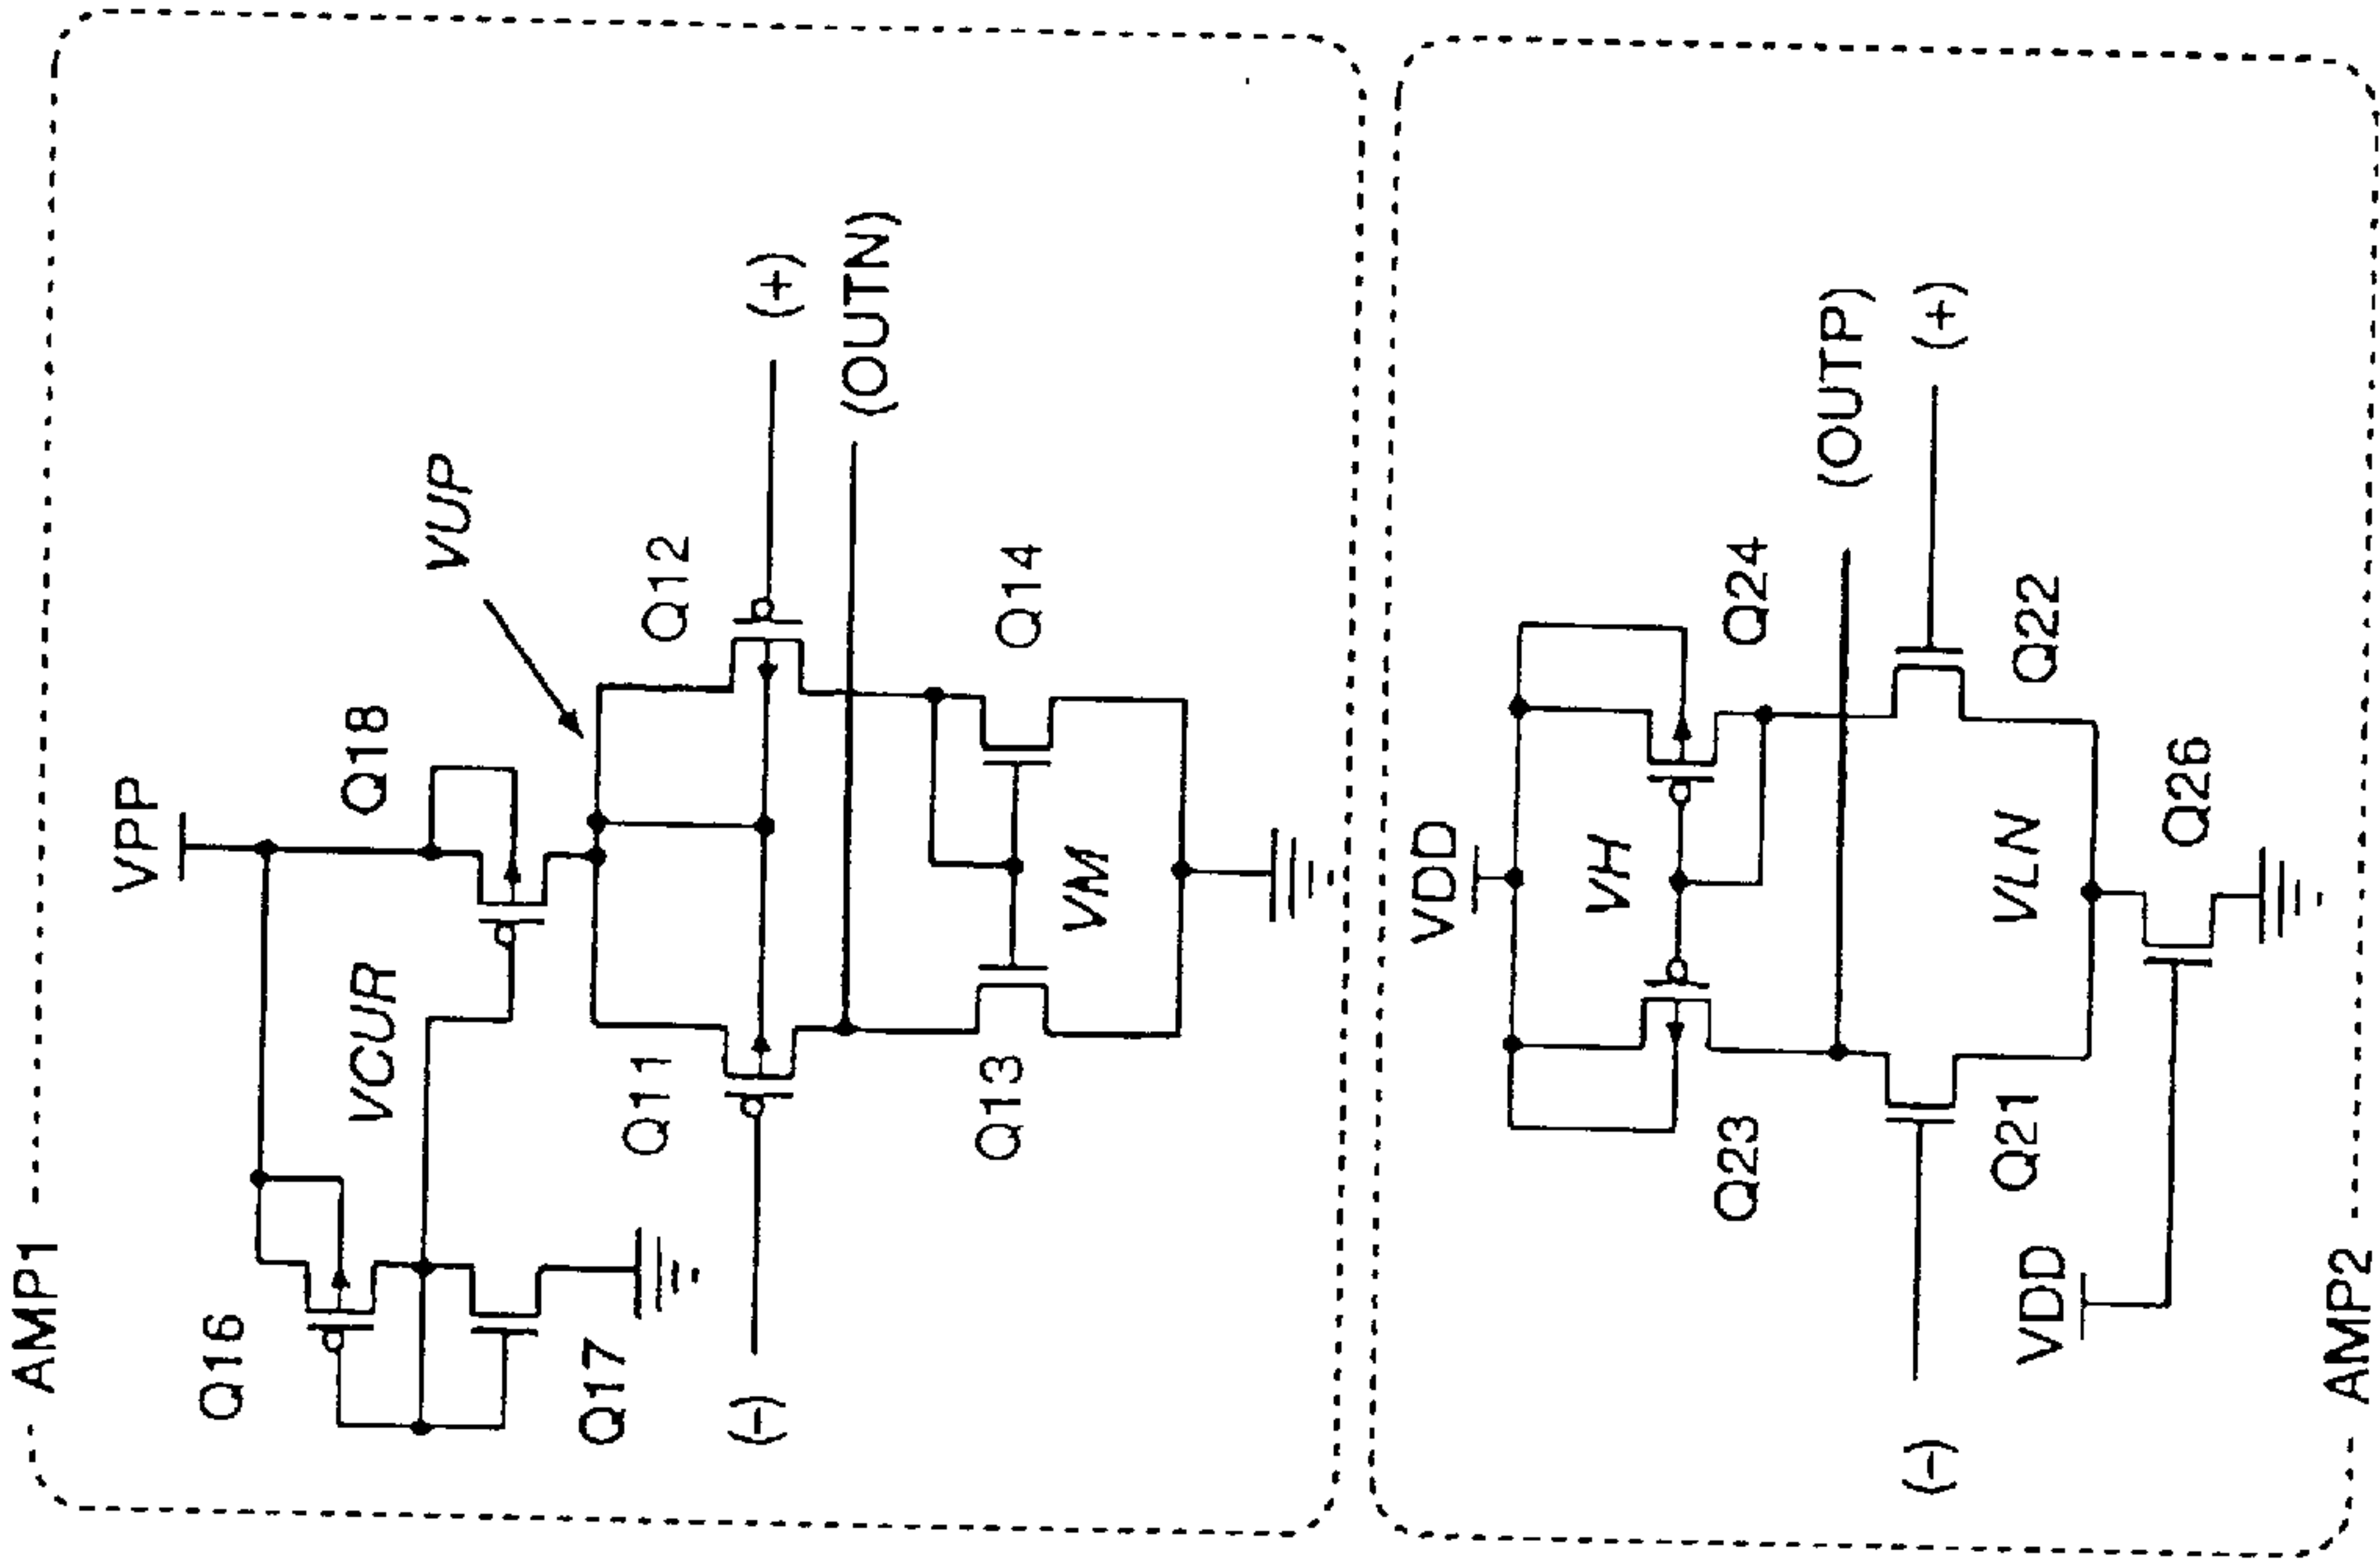 AMP1
VPP
Q16
Q18
VCUR
VUP
Q17
Q11
Q12
(-)
(+)
(OUTN)
Q13
Q14
VM
AMP2
VDD
VH
Q23
Q24
(OUTP)
(-)
(+)
Q21
Q22
VLN
VDD
Q26